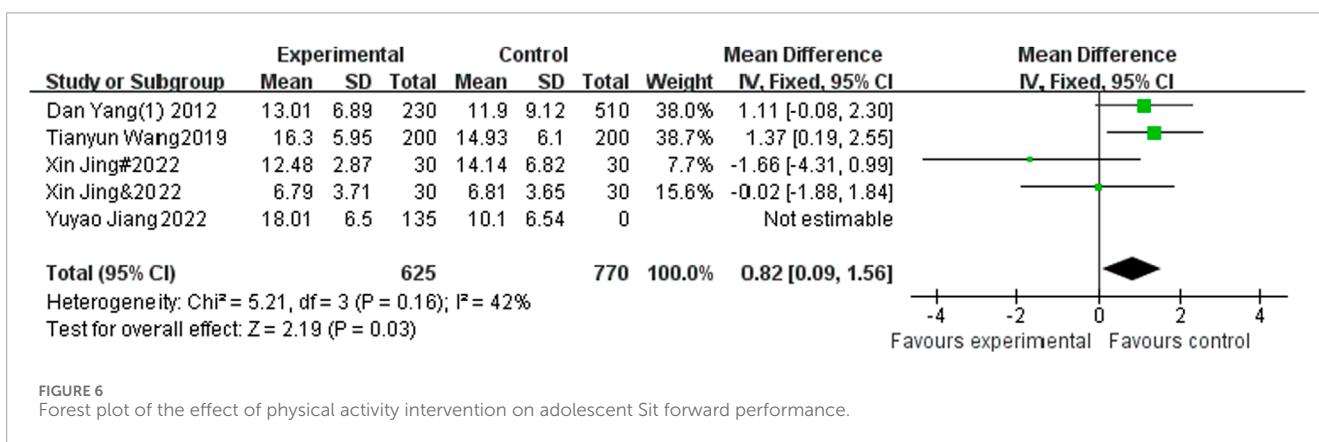 Experimental Control Mean Difference Mean Difference
Study or Subgroup Mean SD Total Mean SD Total Weight IV, Fixed, 95% CI IV, Fixed, 95% CI
Dan Yang(1) 2012 13.01 6.89 230 11.9 9.12 510 38.0% 1.11 [-0.08, 2.30]
Tianyun Wang2019 16.3 5.95 200 14.93 6.1 200 38.7% 1.37 [0.19, 2.55]
Xin Jing#2022 12.48 2.87 30 14.14 6.82 30 7.7% -1.66 [-4.31, 0.99]
Xin Jing&2022 6.79 3.71 30 6.81 3.65 30 15.6% -0.02 [-1.88, 1.84]
Yuyao Jiang2022 18.01 6.5 135 10.1 6.54 0 Not estimable
Total (95% CI) 625 770 100.0% 0.82 [0.09, 1.56]
Heterogeneity: Chi² = 5.21, df = 3 (P = 0.16); I² = 42%
Test for overall effect: Z = 2.19 (P = 0.03)
-4 -2 0 2 4
Favours experimental Favours control
FIGURE 6
Forest plot of the effect of physical activity intervention on adolescent Sit forward performance.